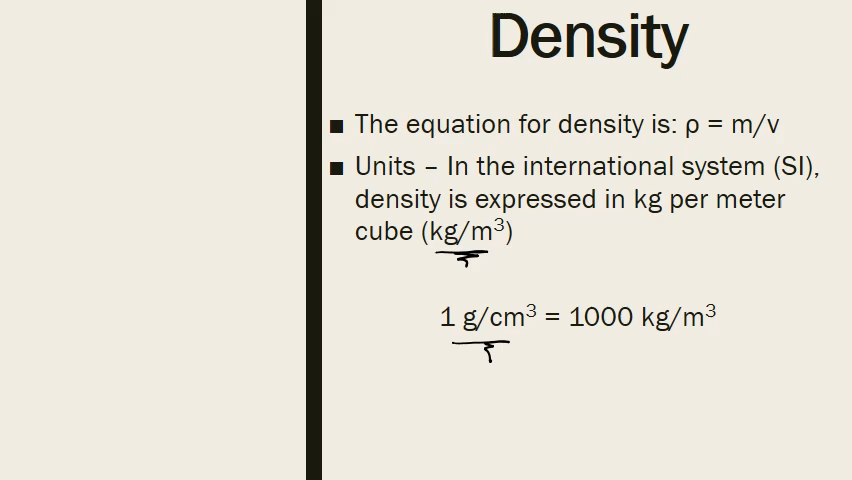 Density
■ The equation for density is: ρ = m/v
■ Units – In the international system (SI),
density is expressed in kg per meter
cube (kg/m³)
1 g/cm³ = 1000 kg/m³